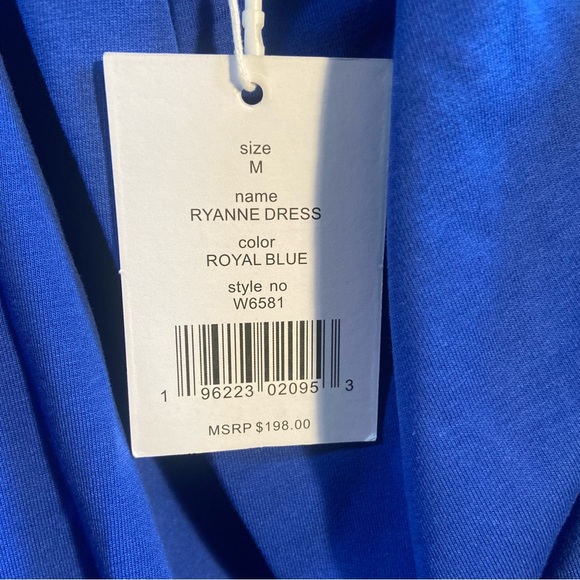 size
M
name
RYANNE DRESS
color
ROYAL BLUE
style no
W6581
1 96223 02095 3
MSRP $198.00